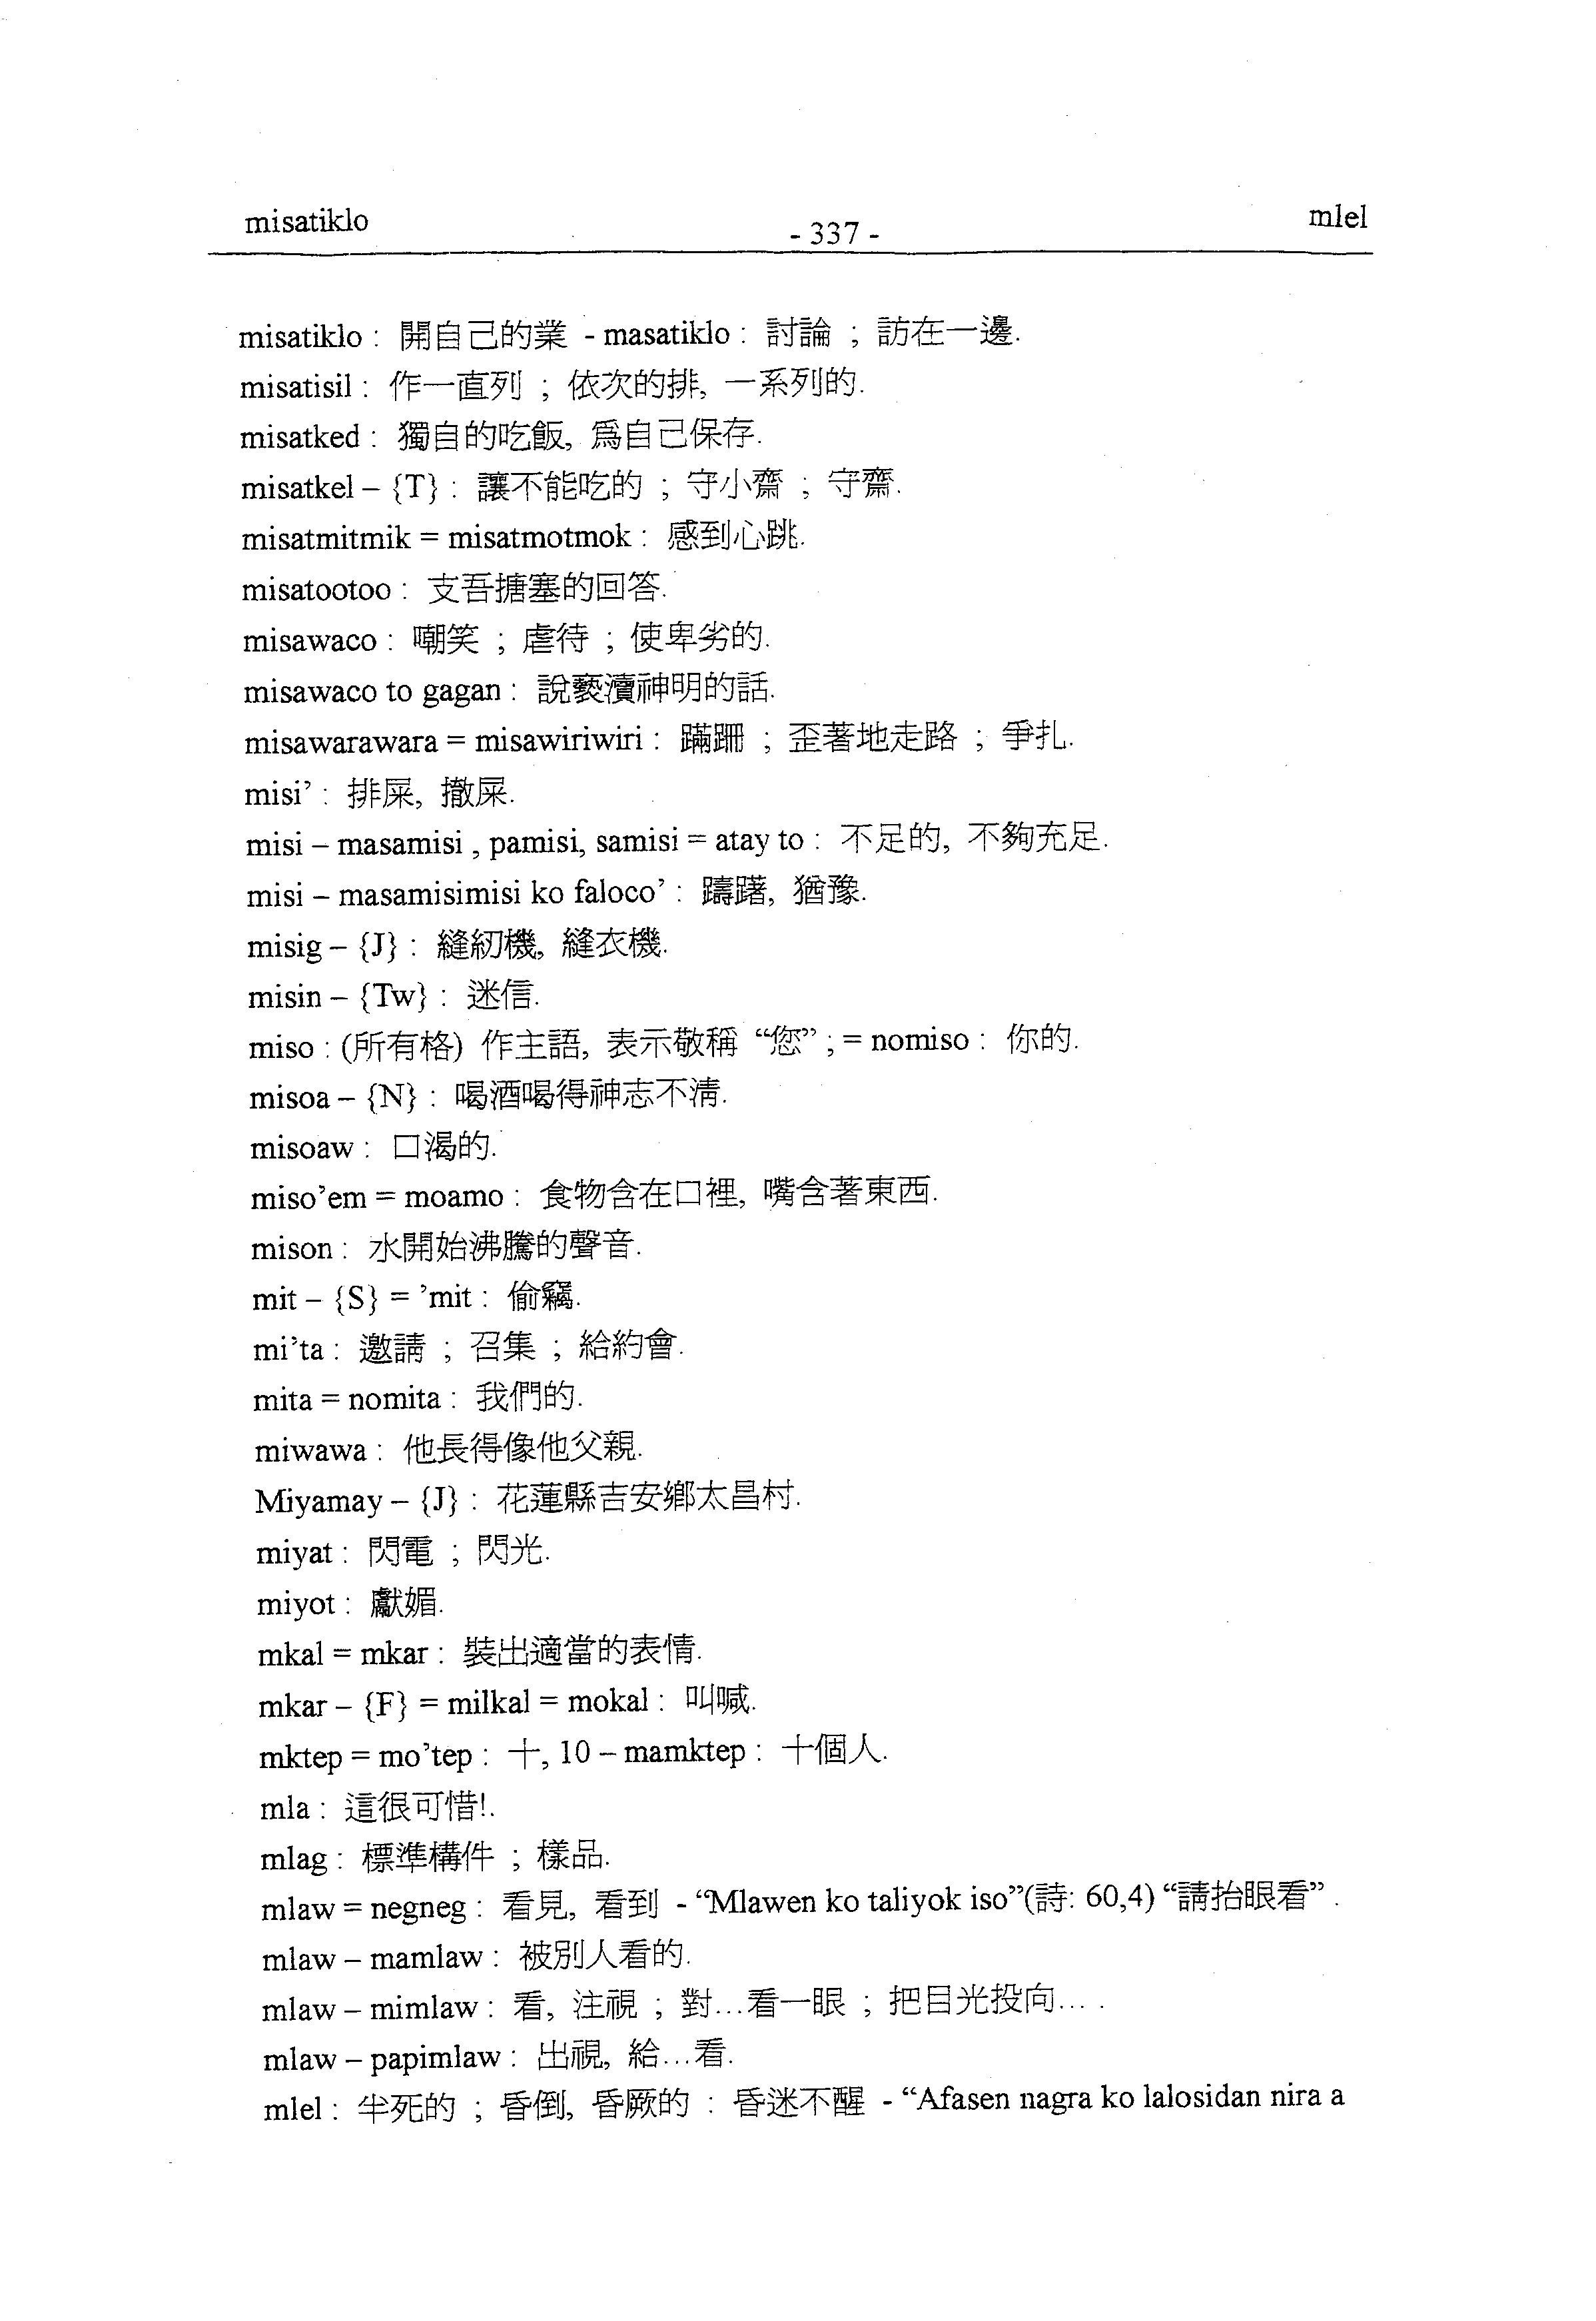 misatiklo - 337 - mlel
misatiklo : 開自己的業 - masatiklo : 討論 ; 訪在一邊.
misatisil : 作一直列 ; 依次的排, 一系列的.
misatked : 獨自的吃飯, 爲自己保存.
misatkel – {T} : 讓不能吃的 ; 守小齋 ; 守齋.
misatmitmik = misatmotmok : 感到心跳.
misatootoo : 支吾搪塞的回答.
misawaco : 嘲笑 ; 虐待 ; 使卑劣的.
misawaco to gagan : 說褻瀆神明的話.
misawarawara = misawiriwiri : 蹣跚 ; 歪著地走路 ; 爭扎.
misi’ : 排屎, 撒屎.
misi – masamisi , pamisi, samisi = atay to : 不足的, 不夠充足.
misi – masamisimisi ko faloco’ : 躊躇, 猶豫.
misig – {J} : 縫紉機, 縫衣機.
misin – {Tw} : 迷信.
miso : (所有格) 作主語, 表示敬稱 “您” ; = nomiso : 你的.
misoa – {N} : 喝酒喝得神志不淸.
misoaw : 口渴的.
miso’em = moamo : 食物含在口裡, 嘴含著東西.
mison : 水開始沸騰的聲音.
mit – {S} = ’mit : 偷竊.
mi’ta : 邀請 ; 召集 ; 給約會.
mita = nomita : 我們的.
miwawa : 他長得像他父親.
Miyamay – {J} : 花蓮縣吉安鄉太昌村.
miyat : 閃電 ; 閃光.
miyot : 獻媚.
mkal = mkar : 裝出適當的表情.
mkar – {F} = milkal = mokal : 叫喊.
mktep = mo’tep : 十, 10 – mamktep : 十個人.
mla : 這很可惜!.
mlag : 標準構件 ; 樣品.
mlaw = negneg : 看見, 看到 - “Mlawen ko taliyok iso”(詩: 60,4) “請抬眼看” .
mlaw – mamlaw : 被別人看的.
mlaw – mimlaw : 看, 注視 ; 對…看一眼 ; 把目光投向… .
mlaw – papimlaw : 出視, 給…看.
mlel : 半死的 ; 昏倒, 昏厥的 : 昏迷不醒 - “Afasen nagra ko lalosidan nira a